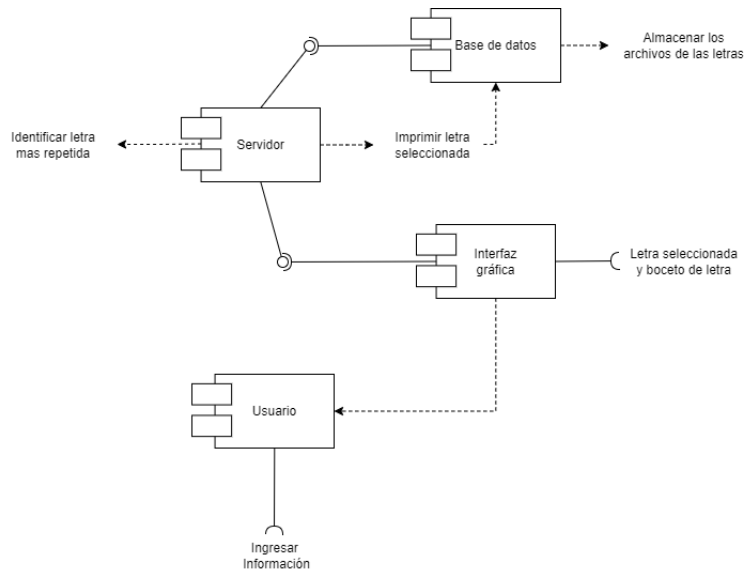 Base de datos
Almacenar los
archivos de las letras
Identificar letra
mas repetida
Servidor
Imprimir letra
seleccionada
Interfaz
gráfica
Letra seleccionada
y boceto de letra
Usuario
Ingresar
Información